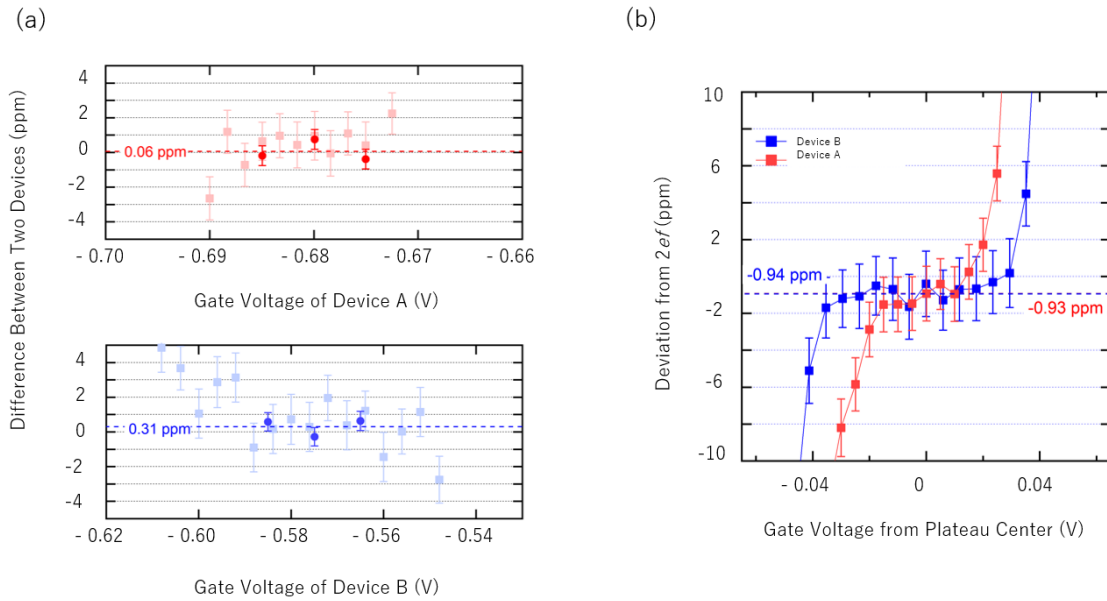 (a)
Difference Between Two Devices (ppm)
4
2
0
-2
-4
0.06 ppm
- 0.70
- 0.69
- 0.68
- 0.67
- 0.66
Gate Voltage of Device A (V)
4
2
0
-2
-4
0.31 ppm
- 0.62
- 0.60
- 0.58
- 0.56
- 0.54
Gate Voltage of Device B (V)
(b)
Deviation from 2ef (ppm)
10
6
2
-2
-6
-10
Device B
Device A
-0.94 ppm
-0.93 ppm
- 0.04
0
0.04
Gate Voltage from Plateau Center (V)